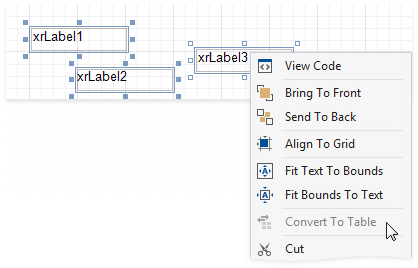 xrLabel1
xrLabel3
xrLabel2
View Code
Bring To Front
Send To Back
Align To Grid
Fit Text To Bounds
Fit Bounds To Text
Convert To Table
Cut